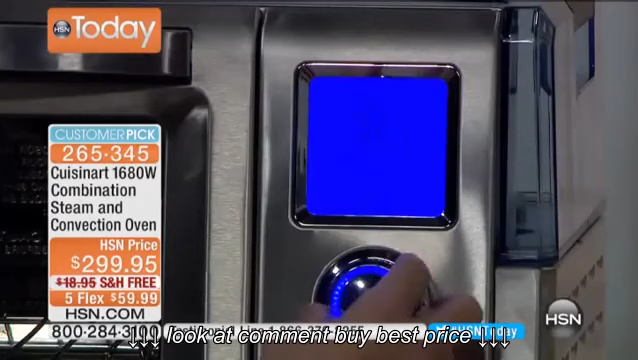 HSN Today
CUSTOMER PICK
265·345
Cuisinart 1680W
Combination
Steam and
Convection Oven
HSN Price
$299.95
$18.95 S&H FREE
5 Flex $59.99
HSN.COM
800·284·3100
HSN
↓↓↓ look at comment buy best price ↓↓↓